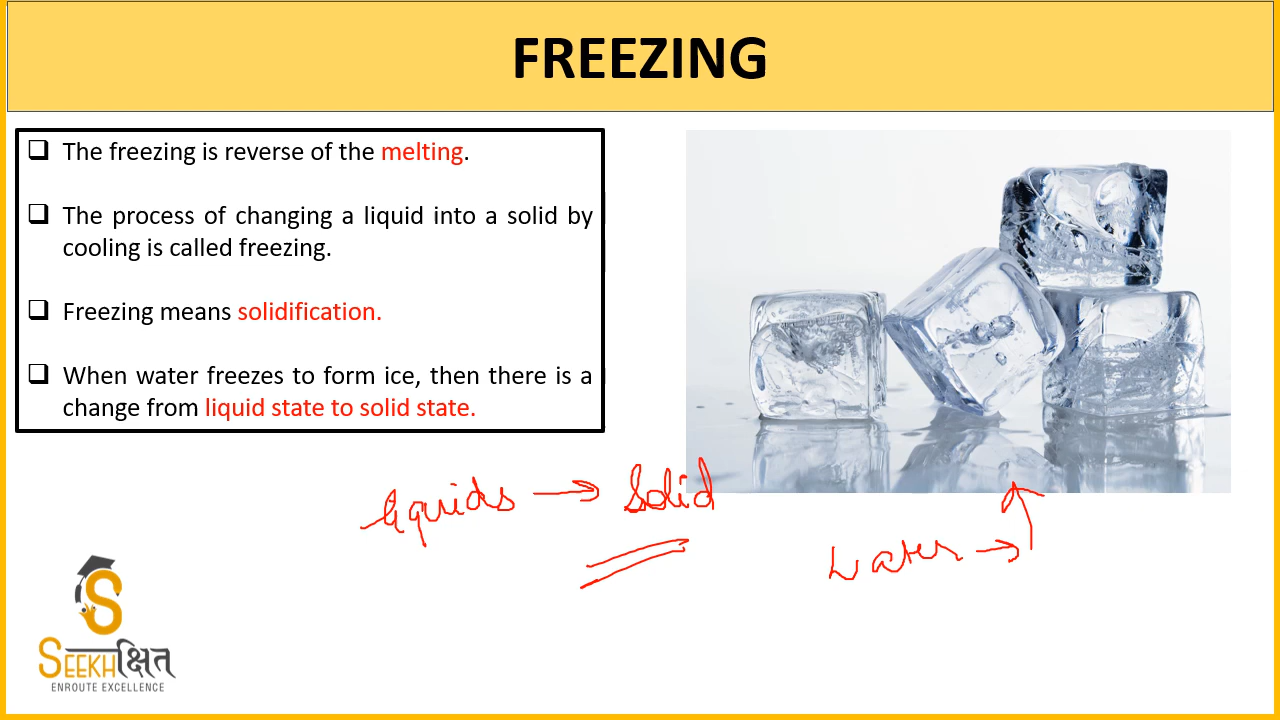 FREEZING
❑ The freezing is reverse of the melting.
❑ The process of changing a liquid into a solid by
cooling is called freezing.
❑ Freezing means solidification.
❑ When water freezes to form ice, then there is a
change from liquid state to solid state.
liquids → Solid
water →
S
SEEKHक्षित
ENROUTE EXCELLENCE